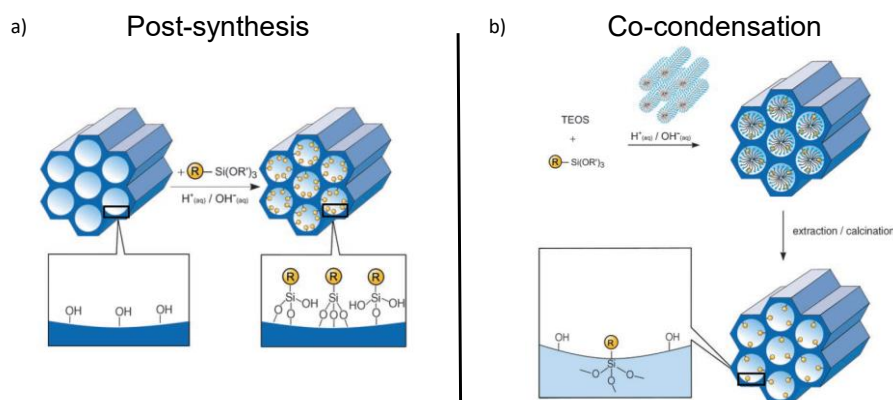 a)
Post-synthesis
+ R—Si(OR')₃
H⁺(aq) / OH⁻(aq)
OH OH OH
R R R
Si OH Si Si
O O O O O HO O OH
b)
Co-condensation
TEOS
+
R—Si(OR')₃
H⁺(aq) / OH⁻(aq)
extraction / calcination
OH OH
R
Si
O O O